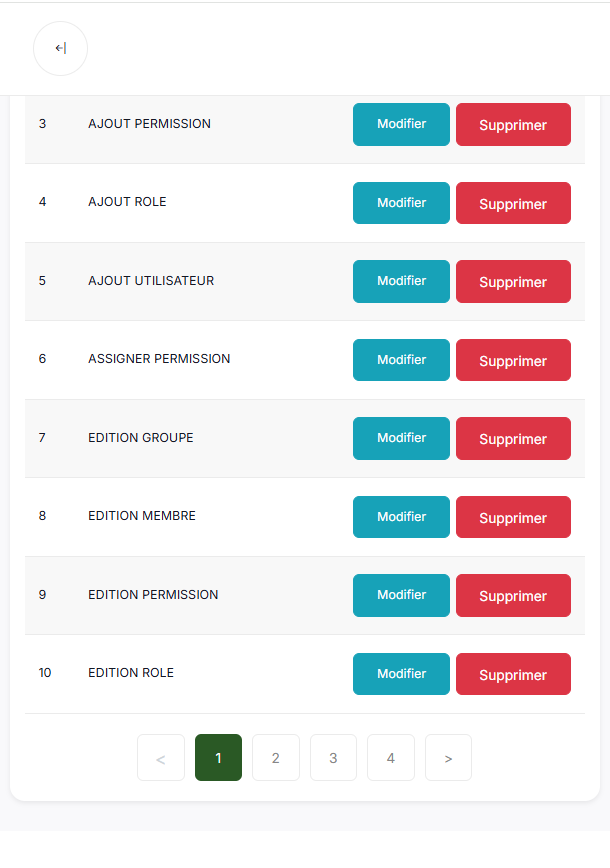 3 AJOUT PERMISSION Modifier Supprimer
4 AJOUT ROLE Modifier Supprimer
5 AJOUT UTILISATEUR Modifier Supprimer
6 ASSIGNER PERMISSION Modifier Supprimer
7 EDITION GROUPE Modifier Supprimer
8 EDITION MEMBRE Modifier Supprimer
9 EDITION PERMISSION Modifier Supprimer
10 EDITION ROLE Modifier Supprimer
< 1 2 3 4 >